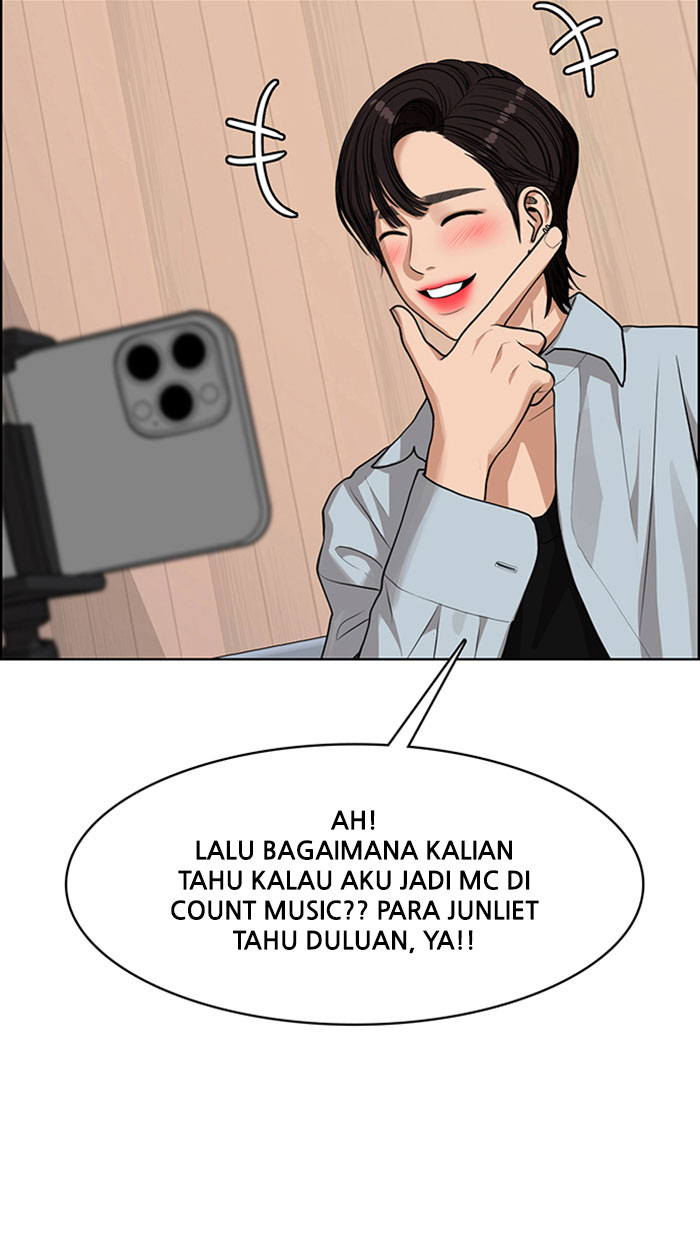 AH!
LALU BAGAIMANA KALIAN
TAHU KALAU AKU JADI MC DI
COUNT MUSIC?? PARA JUNLIET
TAHU DULUAN, YA!!